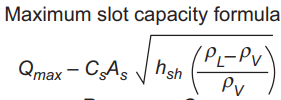 Maximum slot capacity formula
Qmax – CsAs √ hsh (ρL–ρV / ρV)